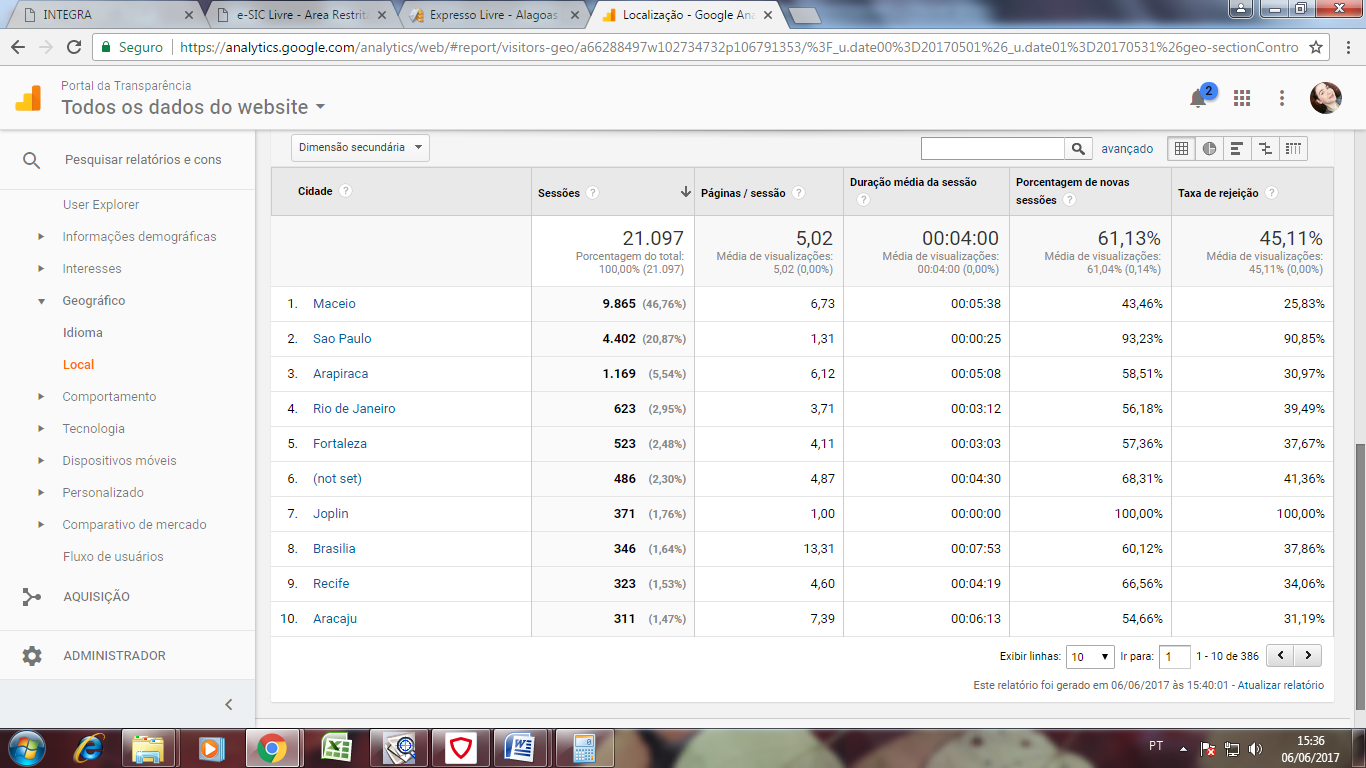 INTEGRA
e-SIC Livre - Area Restrit
Expresso Livre - Alagoas
Localização - Google Ana
Seguro
https://analytics.google.com/analytics/web/#report/visitors-geo/a66288497w102734732p106791353/%3F_u.date00%3D20170501%26_u.date01%3D20170531%26geo-sectionContro
Portal da Transparência
Todos os dados do website
2
Pesquisar relatórios e cons
User Explorer
Informações demográficas
Interesses
Geográfico
Idioma
Local
Comportamento
Tecnologia
Dispositivos móveis
Personalizado
Comparativo de mercado
Fluxo de usuários
AQUISIÇÃO
ADMINISTRADOR
Dimensão secundária
avançado
Cidade ? Sessões ? Páginas / sessão ? Duração média da sessão ? Porcentagem de novas sessões ? Taxa de rejeição ?
21.097 5,02 00:04:00 61,13% 45,11%
Porcentagem do total: Média de visualizações: Média de visualizações: Média de visualizações: Média de visualizações:
100,00% (21.097) 5,02 (0,00%) 00:04:00 (0,00%) 61,04% (0,14%) 45,11% (0,00%)
1. Maceio 9.865 (46,76%) 6,73 00:05:38 43,46% 25,83%
2. Sao Paulo 4.402 (20,87%) 1,31 00:00:25 93,23% 90,85%
3. Arapiraca 1.169 (5,54%) 6,12 00:05:08 58,51% 30,97%
4. Rio de Janeiro 623 (2,95%) 3,71 00:03:12 56,18% 39,49%
5. Fortaleza 523 (2,48%) 4,11 00:03:03 57,36% 37,67%
6. (not set) 486 (2,30%) 4,87 00:04:30 68,31% 41,36%
7. Joplin 371 (1,76%) 1,00 00:00:00 100,00% 100,00%
8. Brasilia 346 (1,64%) 13,31 00:07:53 60,12% 37,86%
9. Recife 323 (1,53%) 4,60 00:04:19 66,56% 34,06%
10. Aracaju 311 (1,47%) 7,39 00:06:13 54,66% 31,19%
Exibir linhas: 10 Ir para: 1 1 - 10 de 386
Este relatório foi gerado em 06/06/2017 às 15:40:01 - Atualizar relatório
PT
15:36
06/06/2017